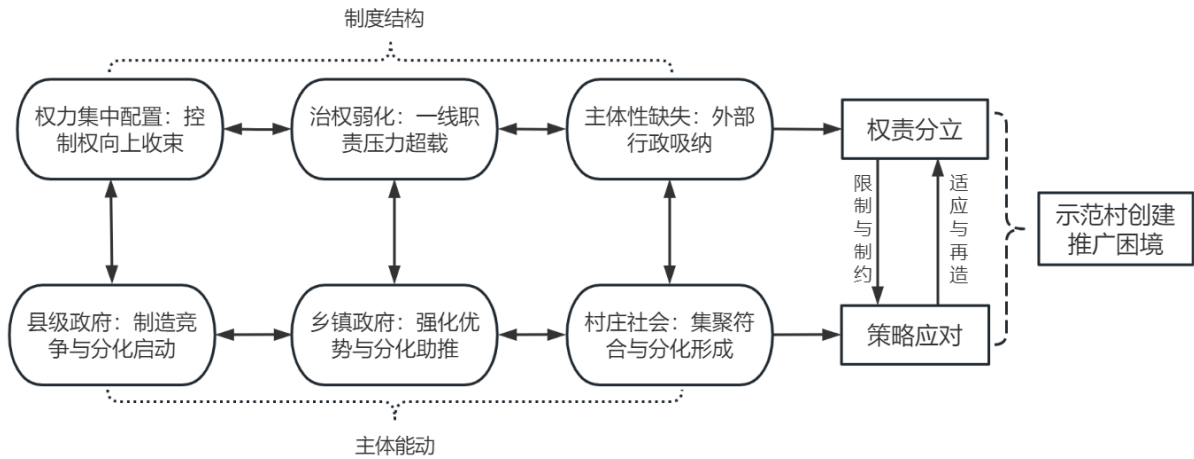 制度结构
权力集中配置：控
制权向上收束
治权弱化：一线职
责压力超载
主体性缺失：外部
行政吸纳
权责分立
限制与制约
适应与再造
示范村创建
推广困境
县级政府：制造竞
争与分化启动
乡镇政府：强化优
势与分化助推
村庄社会：集聚符
合与分化形成
策略应对
主体能动